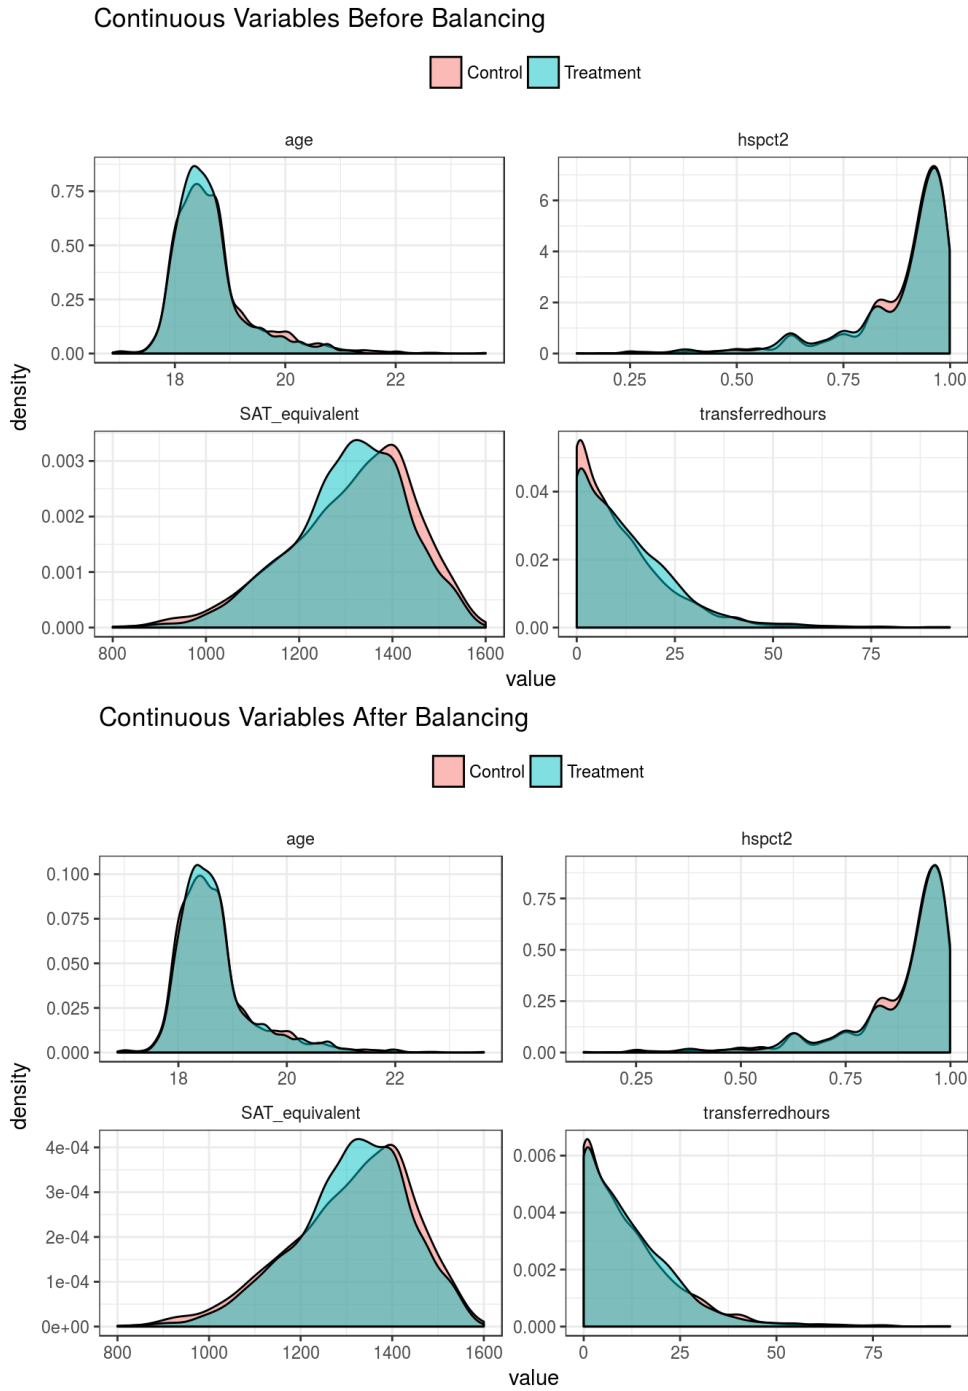 Continuous Variables Before Balancing
Control Treatment
age hspct2
0.75
0.50
0.25
0.00
18 20 22
6
4
2
0
0.25 0.50 0.75 1.00
density
SAT_equivalent transferredhours
0.003
0.002
0.001
0.000
800 1000 1200 1400 1600
0.04
0.02
0.00
0 25 50 75
value
Continuous Variables After Balancing
Control Treatment
age hspct2
0.100
0.075
0.050
0.025
0.000
18 20 22
0.75
0.50
0.25
0.00
0.25 0.50 0.75 1.00
density
SAT_equivalent transferredhours
4e-04
3e-04
2e-04
1e-04
0e+00
800 1000 1200 1400 1600
0.006
0.004
0.002
0.000
0 25 50 75
value